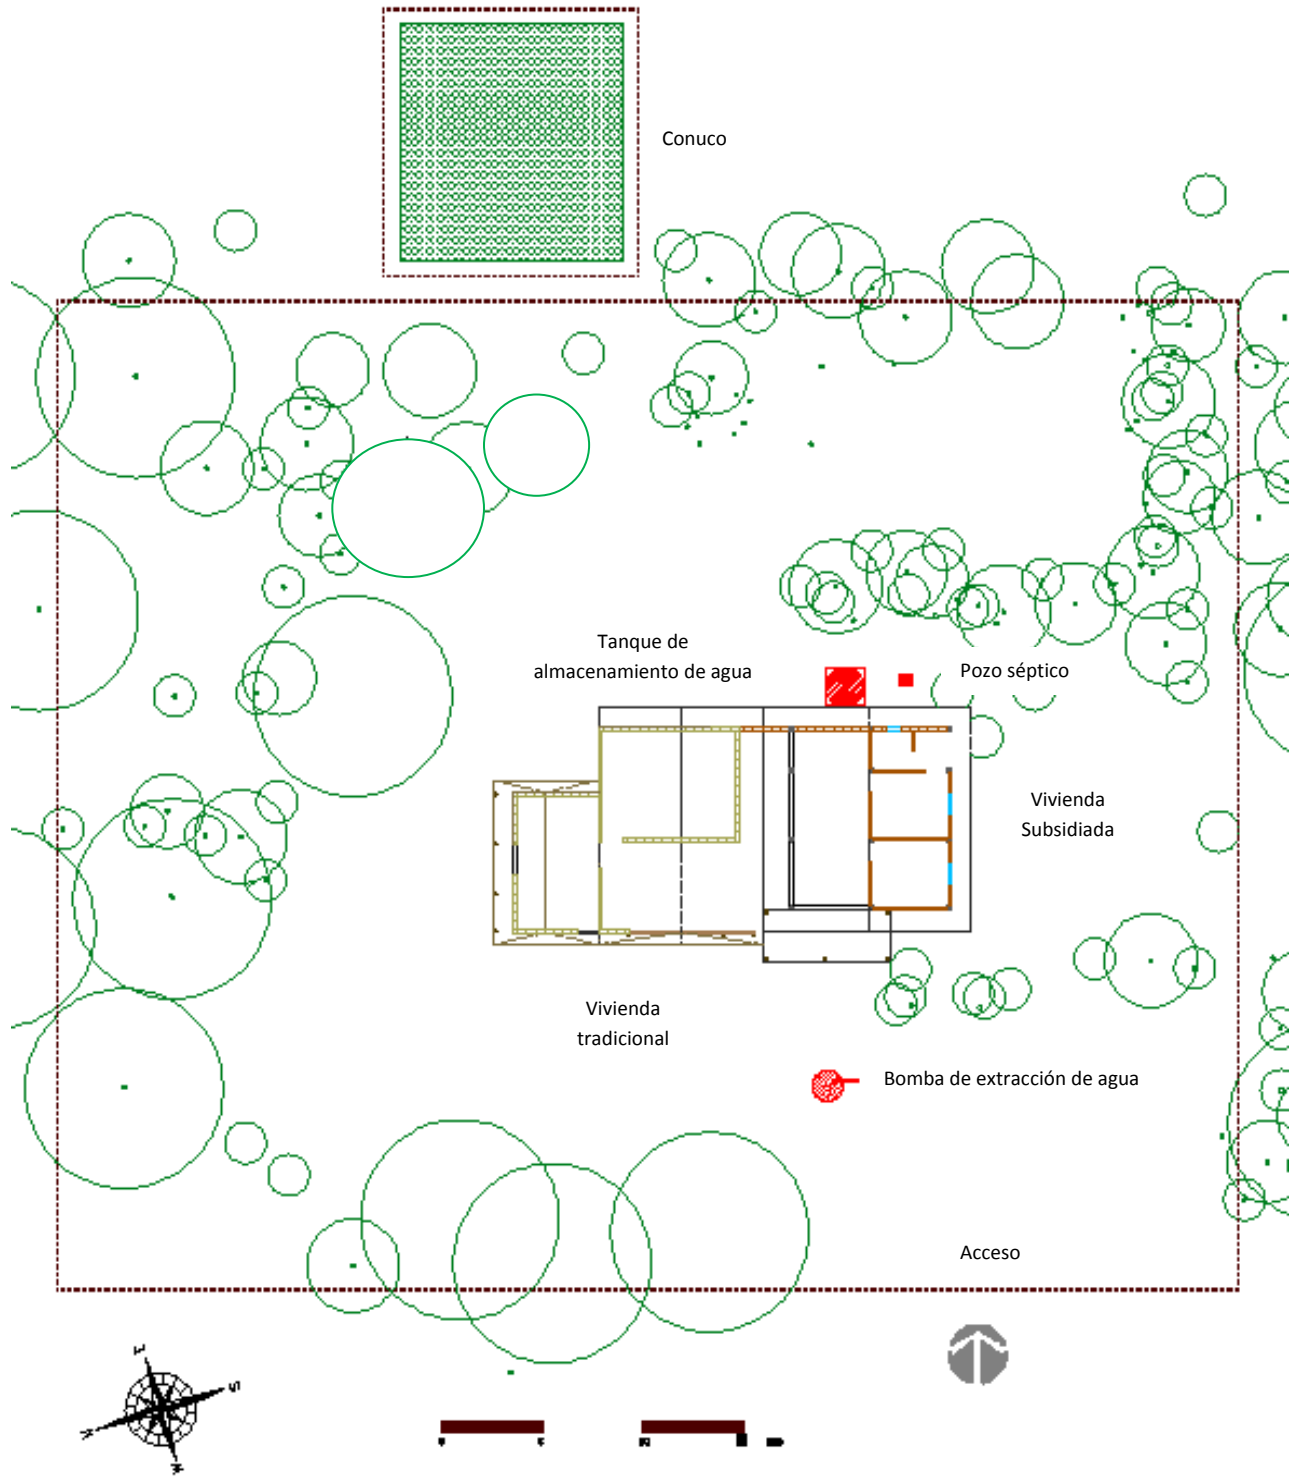 Conuco
Tanque de
almacenamiento de agua
Pozo séptico
Vivienda
Subsidiada
Vivienda
tradicional
Bomba de extracción de agua
Acceso
E
S
N
W